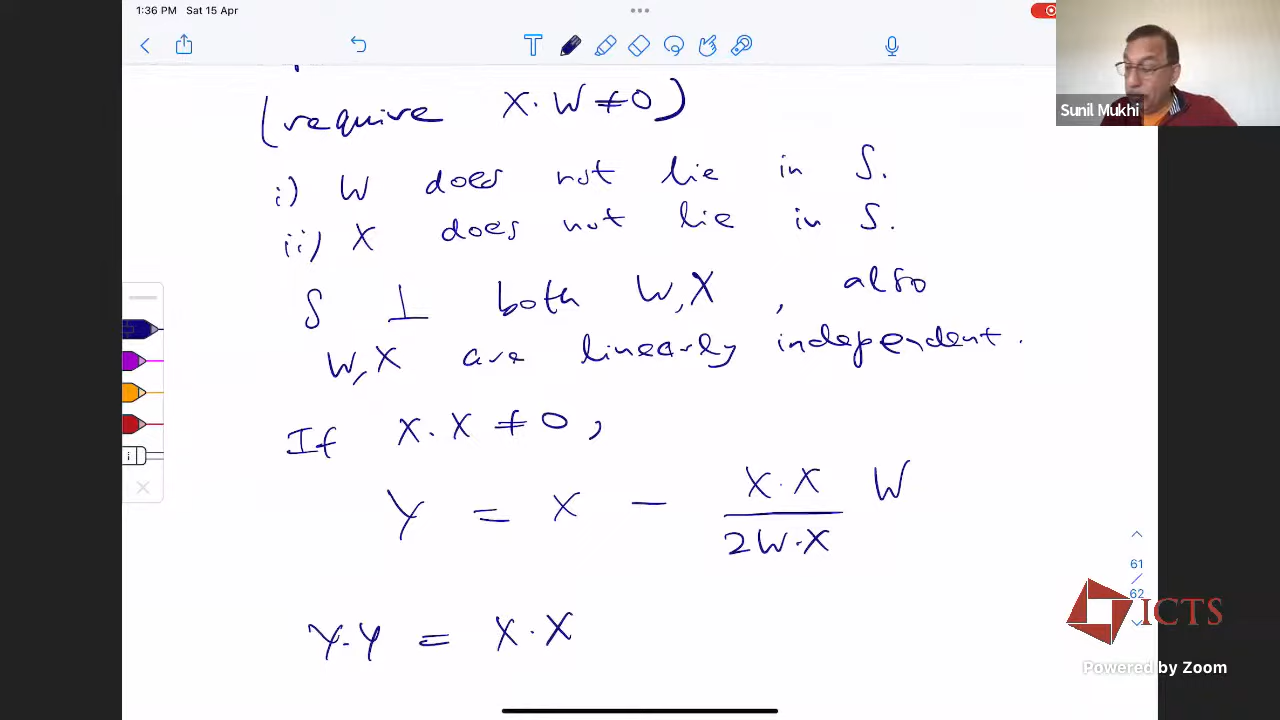 1:36 PM Sat 15 Apr
Sunil Mukhi
(require X·W≠0)
i) W does not lie in S.
ii) X does not lie in S.
S ⊥ both W,X, also
W,X are linearly independent.
If X·X ≠ 0,
Y = X − X·X / 2W·X W
Y·Y = X·X
61
62
ICTS
Powered by Zoom